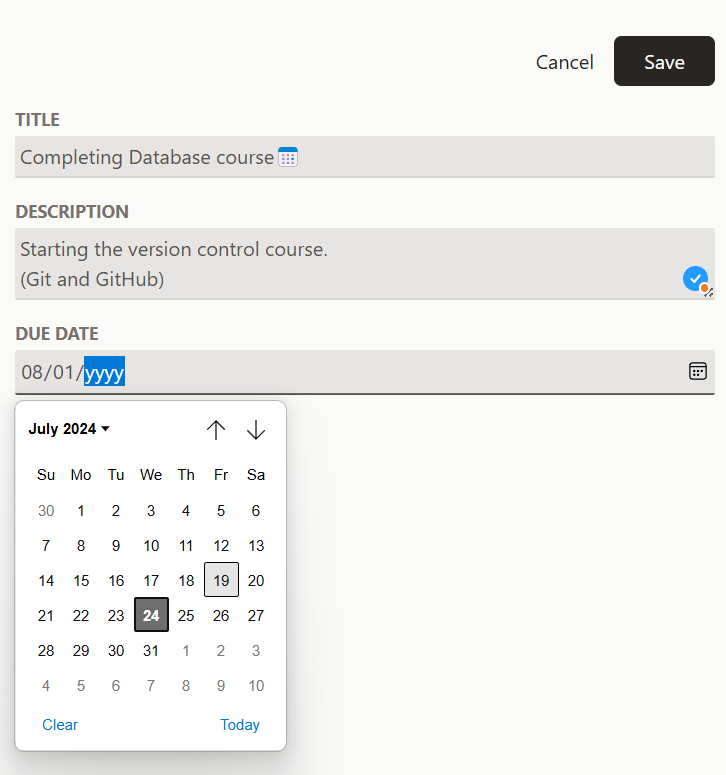 Cancel Save
TITLE
Completing Database course
DESCRIPTION
Starting the version control course.
(Git and GitHub)
DUE DATE
08/01/yyyy
July 2024
Su Mo Tu We Th Fr Sa
30 1 2 3 4 5 6
7 8 9 10 11 12 13
14 15 16 17 18 19 20
21 22 23 24 25 26 27
28 29 30 31 1 2 3
4 5 6 7 8 9 10
Clear Today